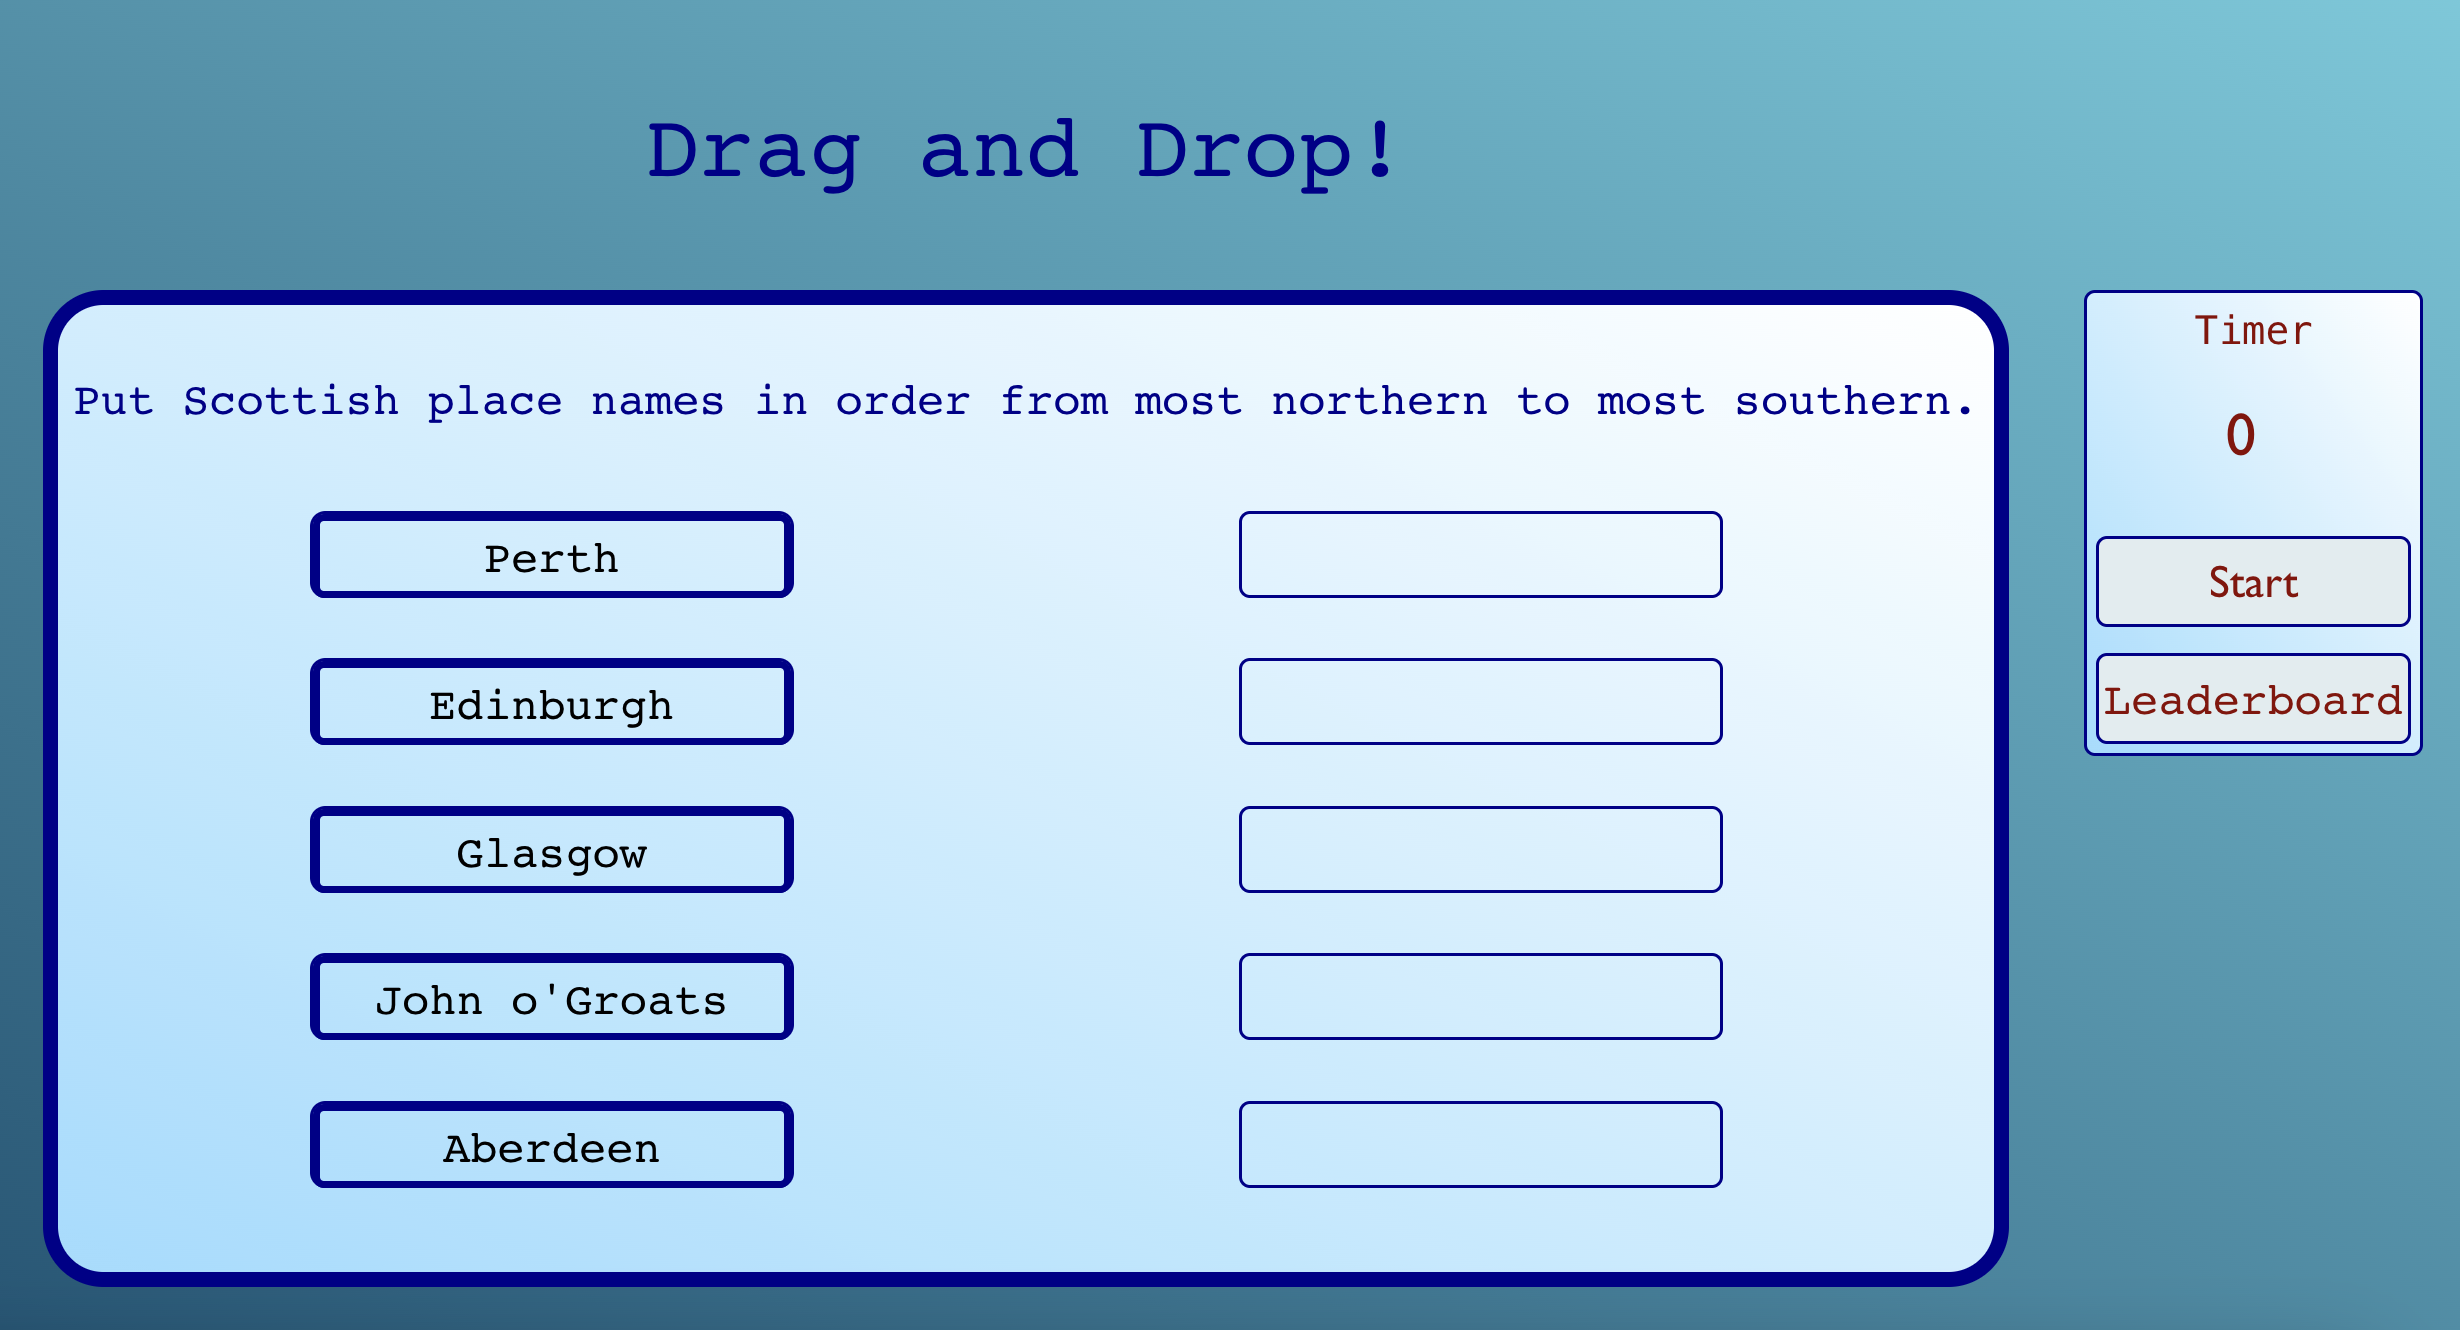 Drag and Drop!
Put Scottish place names in order from most northern to most southern.
Perth
Edinburgh
Glasgow
John o'Groats
Aberdeen
Timer
0
Start
Leaderboard